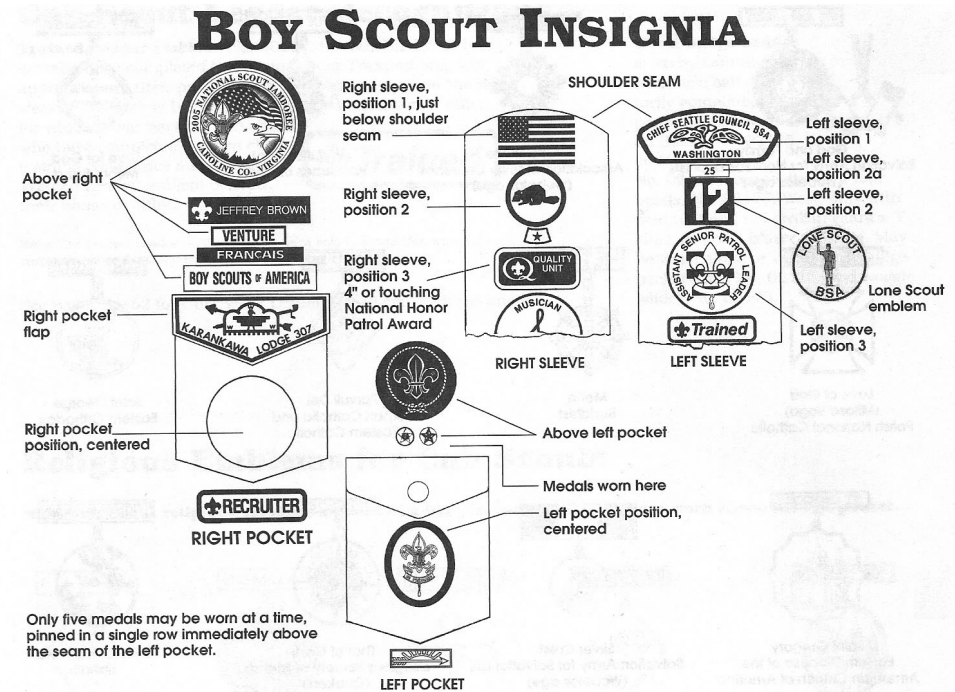 BOY SCOUT INSIGNIA
2005 NATIONAL SCOUT JAMBOREE
CAROLINE CO., VIRGINIA
Above right
pocket
JEFFREY BROWN
VENTURE
FRANÇAIS
BOY SCOUTS OF AMERICA
Right pocket
flap
KARANKAWA LODGE 307
W W W
Right pocket
position, centered
RECRUITER
RIGHT POCKET
Only five medals may be worn at a time,
pinned in a single row immediately above
the seam of the left pocket.
SHOULDER SEAM
Right sleeve,
position 1, just
below shoulder
seam
Right sleeve,
position 2
Right sleeve,
position 3
4" or touching
National Honor
Patrol Award
QUALITY
UNIT
MUSICIAN
RIGHT SLEEVE
CHIEF SEATTLE COUNCIL BSA
WASHINGTON
25
12
ASSISTANT SENIOR PATROL LEADER
Trained
LEFT SLEEVE
Left sleeve,
position 1
Left sleeve,
position 2a
Left sleeve,
position 2
LONE SCOUT
BSA
Lone Scout
emblem
Left sleeve,
position 3
Above left pocket
Medals worn here
Left pocket position,
centered
LEFT POCKET